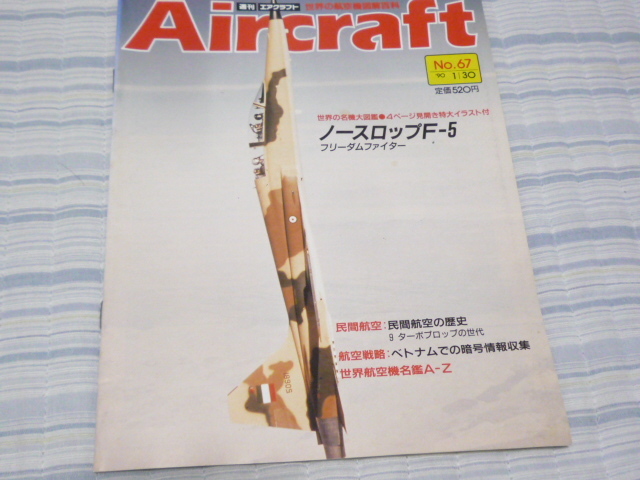 週刊 エアクラフト 世界の航空機図解百科
Aircraft
No.67
'90 1/30
定価520円
世界の名機大図鑑●4ページ見開き特大イラスト付
ノースロップF-5
フリーダムファイター
民間航空:民間航空の歴史
9 ターボプロップの世代
航空戦略:ベトナムでの暗号情報収集
世界航空機名鑑A-Z